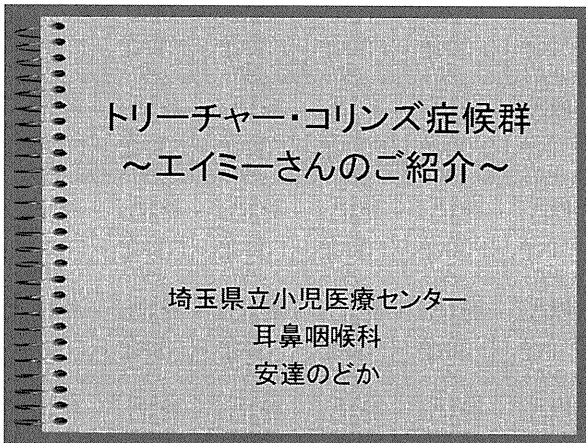 トリーチャー・コリンズ症候群
～エイミーさんのご紹介～
埼玉県立小児医療センター
耳鼻咽喉科
安達のどか